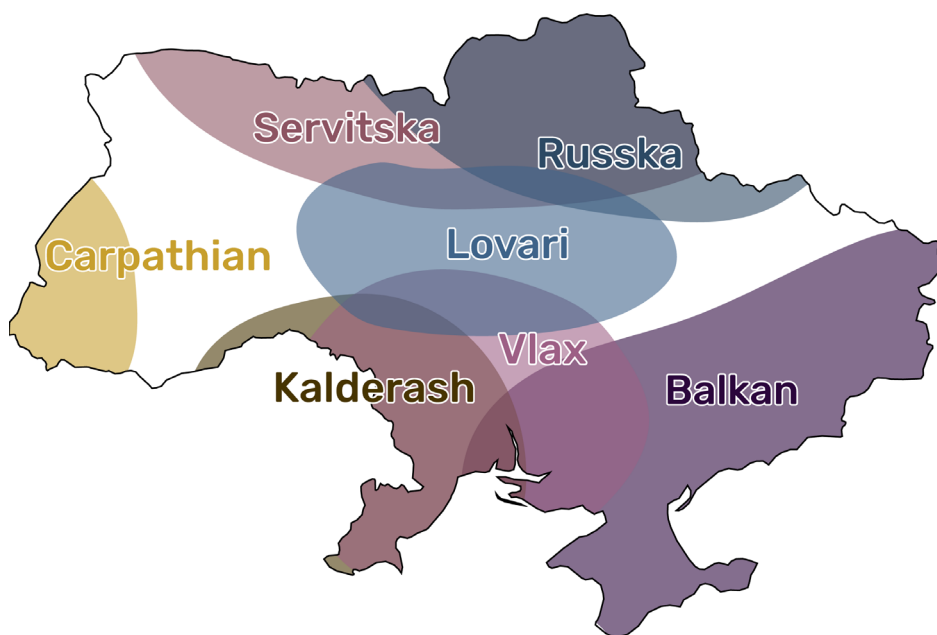 Servitska
Russka
Lovari
Carpathian
Vlax
Kalderash
Balkan